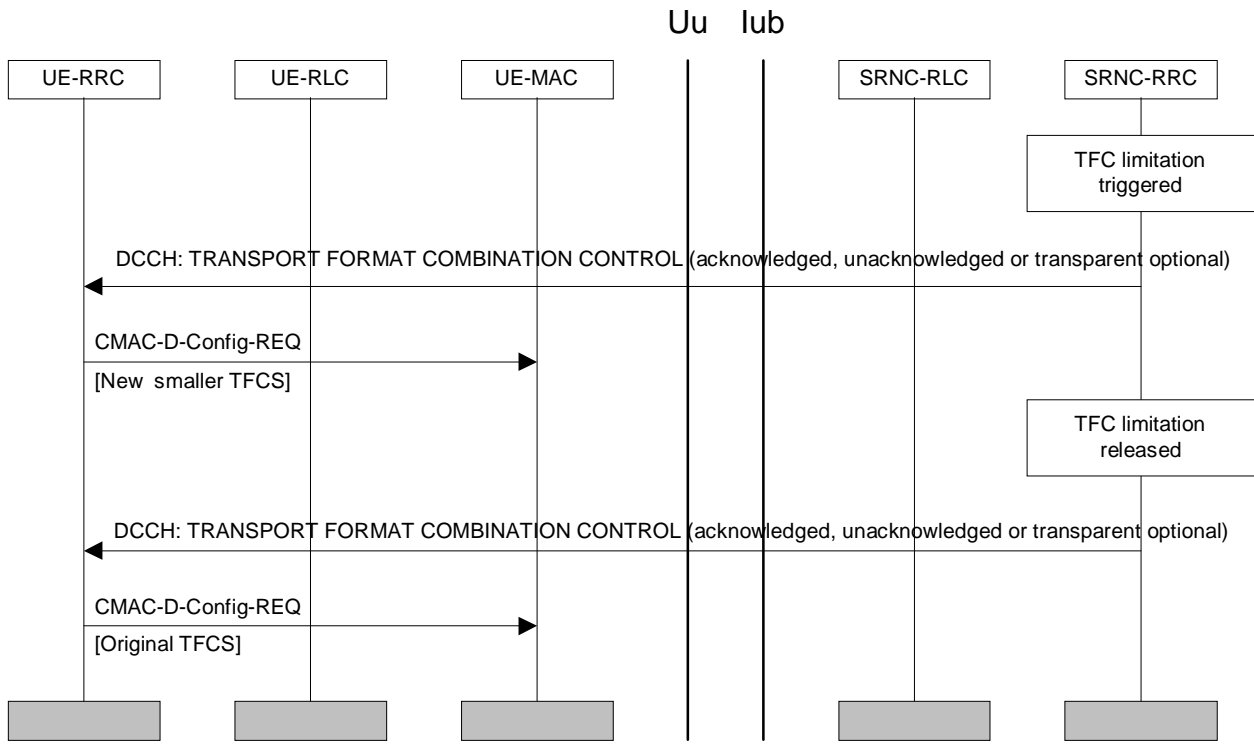 Uu Iub
UE-RRC UE-RLC UE-MAC SRNC-RLC SRNC-RRC
TFC limitation
triggered
DCCH: TRANSPORT FORMAT COMBINATION CONTROL (acknowledged, unacknowledged or transparent optional)
CMAC-D-Config-REQ
[New smaller TFCS]
TFC limitation
released
DCCH: TRANSPORT FORMAT COMBINATION CONTROL (acknowledged, unacknowledged or transparent optional)
CMAC-D-Config-REQ
[Original TFCS]